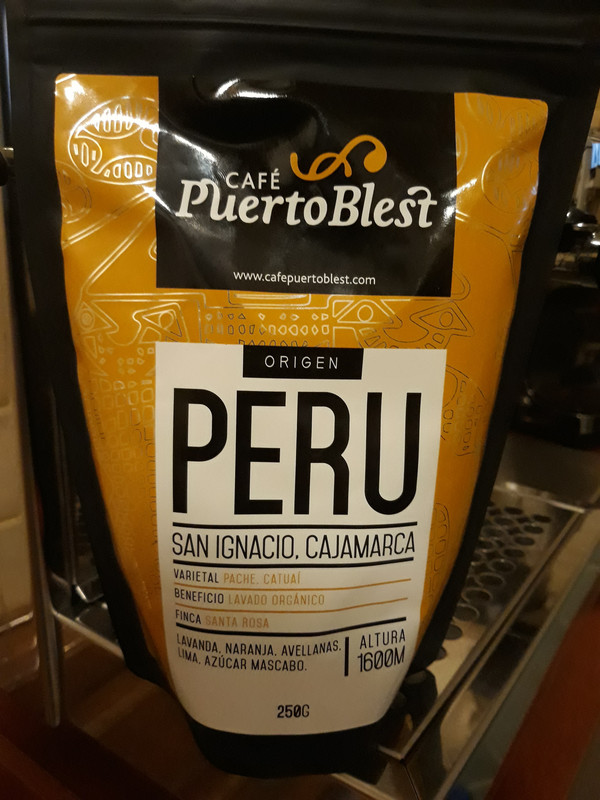 CAFÉ
PuertoBlest
www.cafepuertoblest.com
ORIGEN
PERU
SAN IGNACIO, CAJAMARCA
VARIETAL PACHE, CATUAÍ
BENEFICIO LAVADO ORGÁNICO
FINCA SANTA ROSA
LAVANDA, NARANJA, AVELLANAS,
LIMA, AZÚCAR MASCABO.
ALTURA
1600M
250G